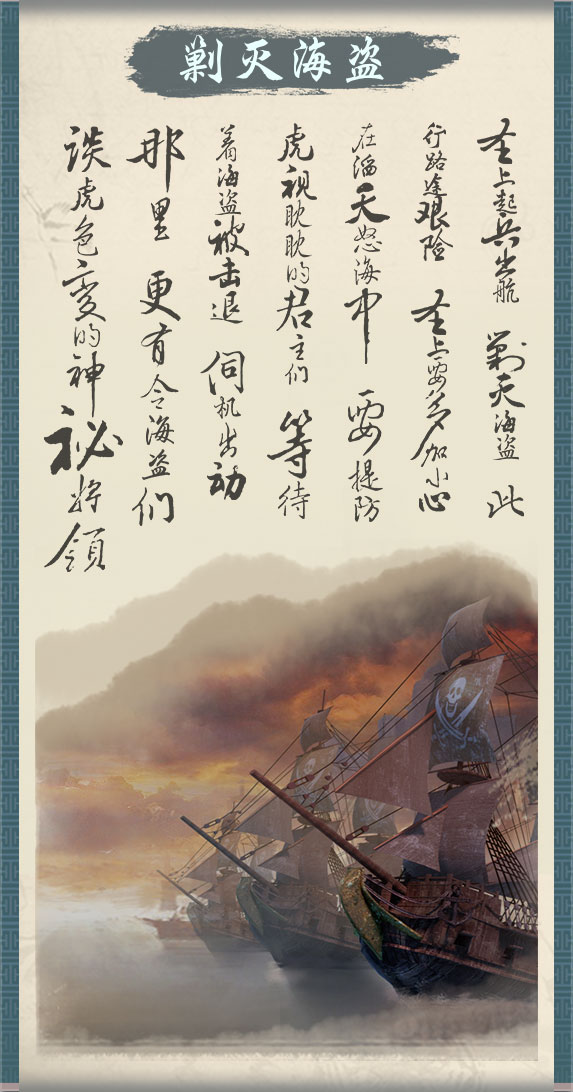 剿灭海盗
圣上起兵出航 剿灭海盗 此
行路途艰险 圣上要多加小心
在滔天怒海中 要提防
虎视眈眈的君主们 等待
着海盗被击退 伺机出动
那里 更有令海盗们
谈虎色变的神秘将领